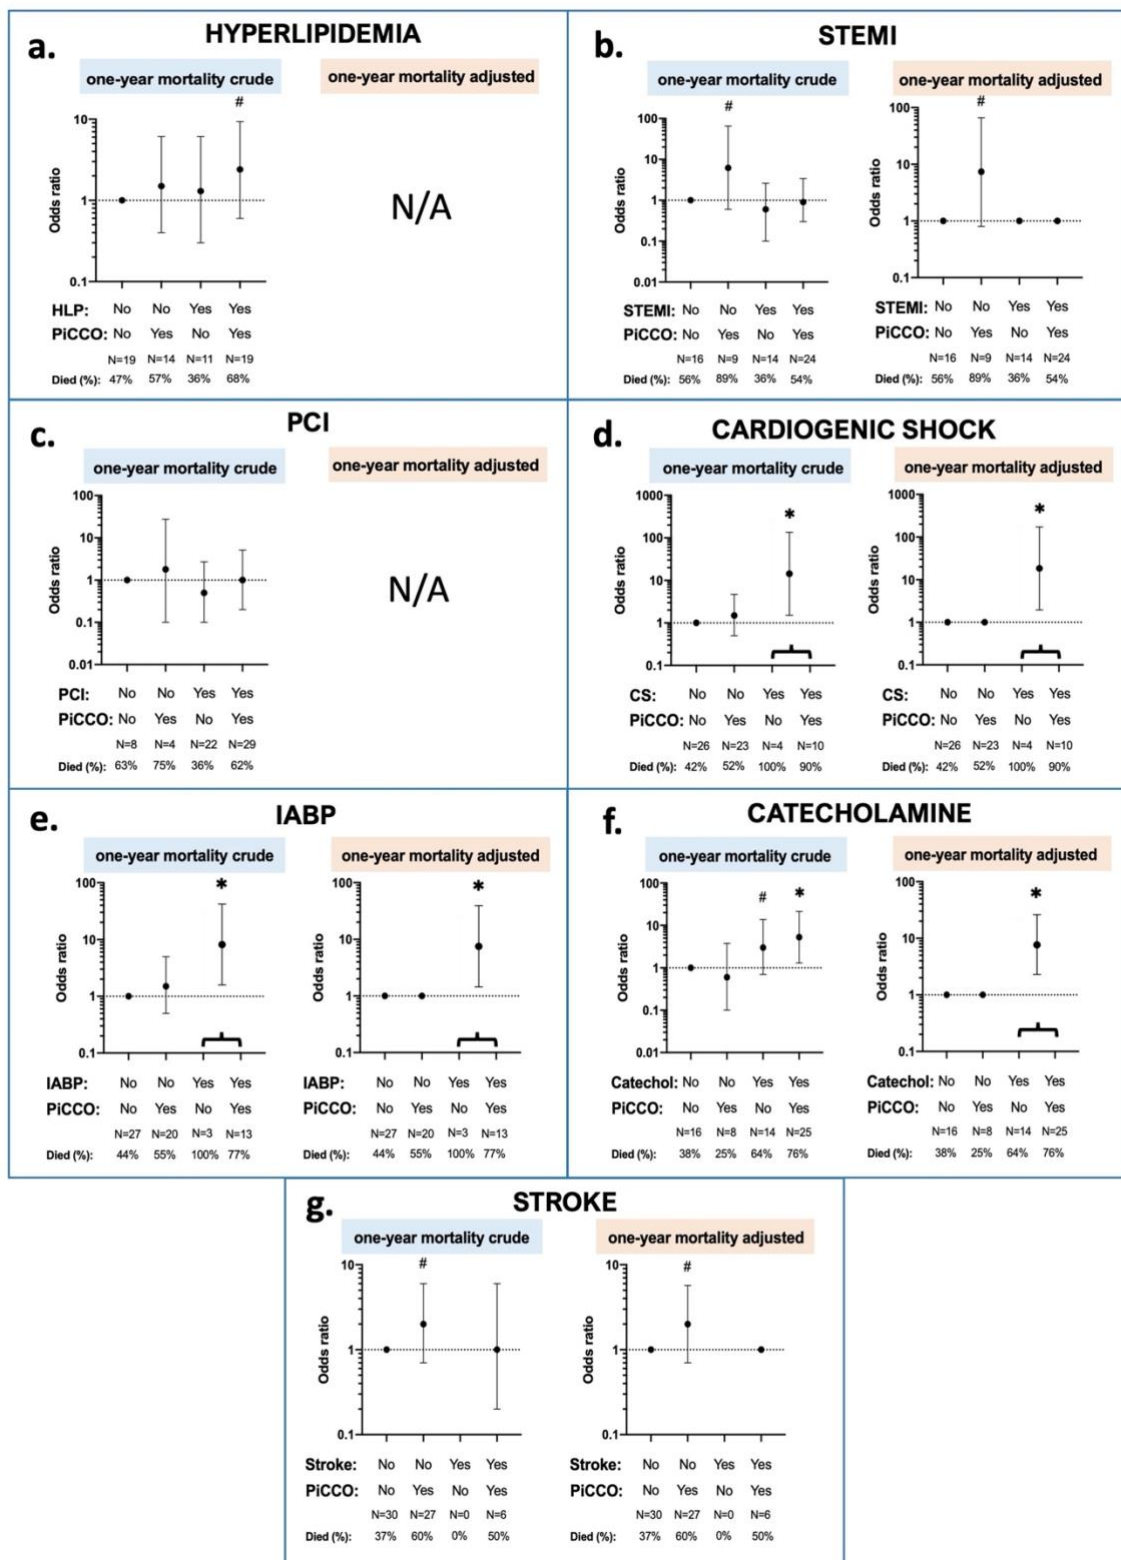 a.
HYPERLIPIDEMIA
one-year mortality crude
one-year mortality adjusted
#
10
1
0.1
Odds ratio
N/A
HLP: No No Yes Yes
PiCCO: No Yes No Yes
N=19 N=14 N=11 N=19
Died (%): 47% 57% 36% 68%
b.
STEMI
one-year mortality crude
one-year mortality adjusted
#
100
10
1
0.1
0.01
Odds ratio
STEMI: No No Yes Yes
PiCCO: No Yes No Yes
N=16 N=9 N=14 N=24
Died (%): 56% 89% 36% 54%
#
100
10
1
0.1
Odds ratio
STEMI: No No Yes Yes
PiCCO: No Yes No Yes
N=16 N=9 N=14 N=24
Died (%): 56% 89% 36% 54%
c.
PCI
one-year mortality crude
one-year mortality adjusted
100
10
1
0.1
0.01
Odds ratio
N/A
PCI: No No Yes Yes
PiCCO: No Yes No Yes
N=8 N=4 N=22 N=29
Died (%): 63% 75% 36% 62%
d.
CARDIOGENIC SHOCK
one-year mortality crude
one-year mortality adjusted
1000
100
10
1
0.1
Odds ratio
*
CS: No No Yes Yes
PiCCO: No Yes No Yes
N=26 N=23 N=4 N=10
Died (%): 42% 52% 100% 90%
1000
100
10
1
0.1
Odds ratio
*
CS: No No Yes Yes
PiCCO: No Yes No Yes
N=26 N=23 N=4 N=10
Died (%): 42% 52% 100% 90%
e.
IABP
one-year mortality crude
one-year mortality adjusted
100
10
1
0.1
Odds ratio
*
IABP: No No Yes Yes
PiCCO: No Yes No Yes
N=27 N=20 N=3 N=13
Died (%): 44% 55% 100% 77%
100
10
1
0.1
Odds ratio
*
IABP: No No Yes Yes
PiCCO: No Yes No Yes
N=27 N=20 N=3 N=13
Died (%): 44% 55% 100% 77%
f.
CATECHOLAMINE
one-year mortality crude
one-year mortality adjusted
100
10
1
0.1
0.01
Odds ratio
# *
Catechol: No No Yes Yes
PiCCO: No Yes No Yes
N=16 N=8 N=14 N=25
Died (%): 38% 25% 64% 76%
100
10
1
0.1
Odds ratio
*
Catechol: No No Yes Yes
PiCCO: No Yes No Yes
N=16 N=8 N=14 N=25
Died (%): 38% 25% 64% 76%
g.
STROKE
one-year mortality crude
one-year mortality adjusted
#
10
1
0.1
Odds ratio
Stroke: No No Yes Yes
PiCCO: No Yes No Yes
N=30 N=27 N=0 N=6
Died (%): 37% 60% 0% 50%
#
10
1
0.1
Odds ratio
Stroke: No No Yes Yes
PiCCO: No Yes No Yes
N=30 N=27 N=0 N=6
Died (%): 37% 60% 0% 50%